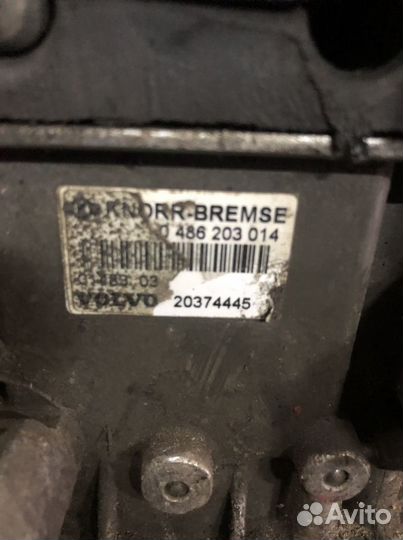 KNORR-BREMSE
0 486 203 014
VOLVO 20374445
Avito